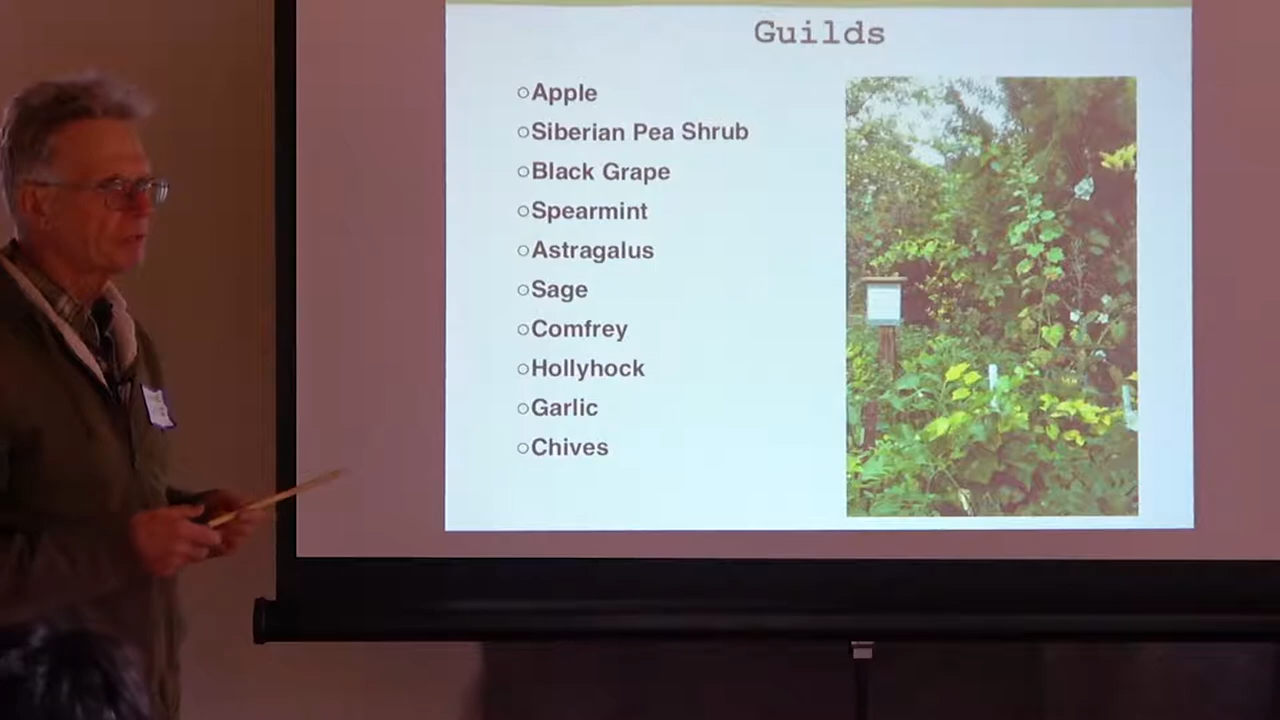 Guilds
○Apple
○Siberian Pea Shrub
○Black Grape
○Spearmint
○Astragalus
○Sage
○Comfrey
○Hollyhock
○Garlic
○Chives